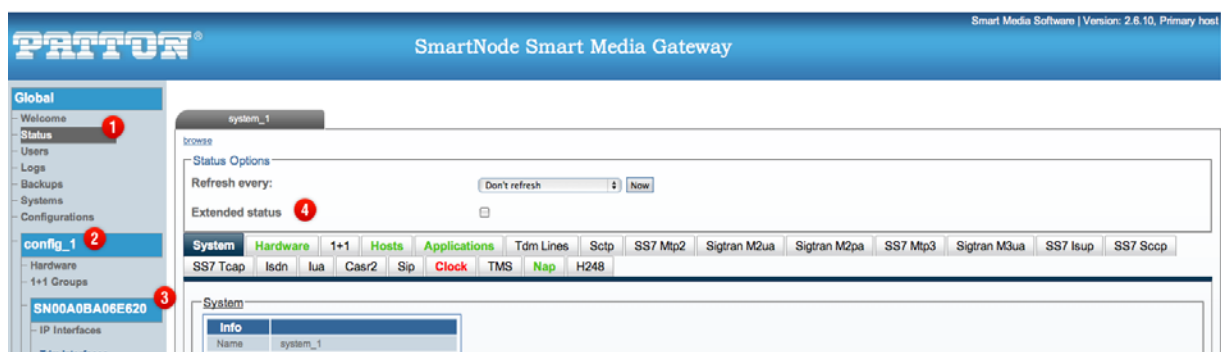 Smart Media Software | Version: 2.6.10, Primary host
PATTON®
SmartNode Smart Media Gateway
Global
Welcome
Status
1
Users
Logs
Backups
Systems
Configurations
config_1
2
Hardware
1+1 Groups
SN00A0BA06E620
3
IP Interfaces
system_1
browse
Status Options
Refresh every:
Don't refresh
Now
Extended status
4
System Hardware 1+1 Hosts Applications Tdm Lines Sctp SS7 Mtp2 Sigtran M2ua Sigtran M2pa SS7 Mtp3 Sigtran M3ua SS7 Isup SS7 Sccp
SS7 Tcap Isdn Iua Casr2 Sip Clock TMS Nap H248
System
Info
Name system_1